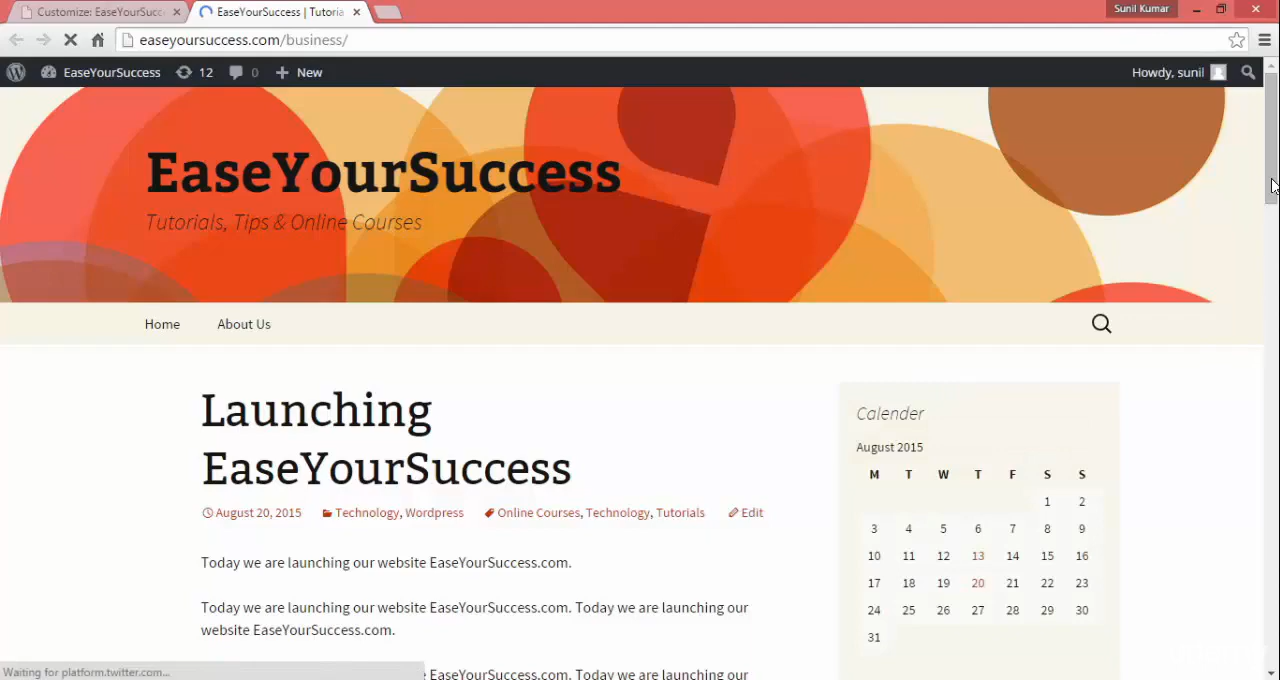 Customize: EaseYourSucc
EaseYourSuccess | Tutoria
Sunil Kumar
easeyoursuccess.com/business/
EaseYourSuccess 12 0 New
Howdy, sunil
EaseYourSuccess
Tutorials, Tips & Online Courses
Home About Us
Launching
EaseYourSuccess
August 20, 2015 Technology, Wordpress Online Courses, Technology, Tutorials Edit
Today we are launching our website EaseYourSuccess.com.
Today we are launching our website EaseYourSuccess.com. Today we are launching our
website EaseYourSuccess.com.
EaseYourSuccess.com. Today we are launching our
Calender
August 2015
M T W T F S S
1 2
3 4 5 6 7 8 9
10 11 12 13 14 15 16
17 18 19 20 21 22 23
24 25 26 27 28 29 30
31
Waiting for platform.twitter.com...